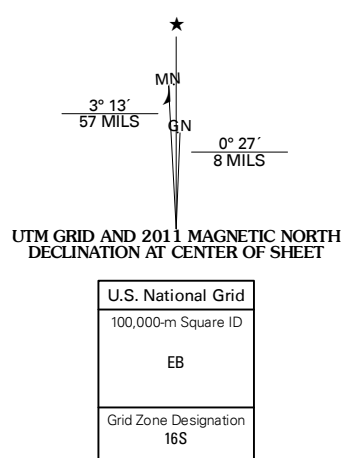 ★
MN
3° 13´
57 MILS
GN
0° 27´
8 MILS
UTM GRID AND 2011 MAGNETIC NORTH
DECLINATION AT CENTER OF SHEET
U.S. National Grid
100,000-m Square ID
EB
Grid Zone Designation
16S